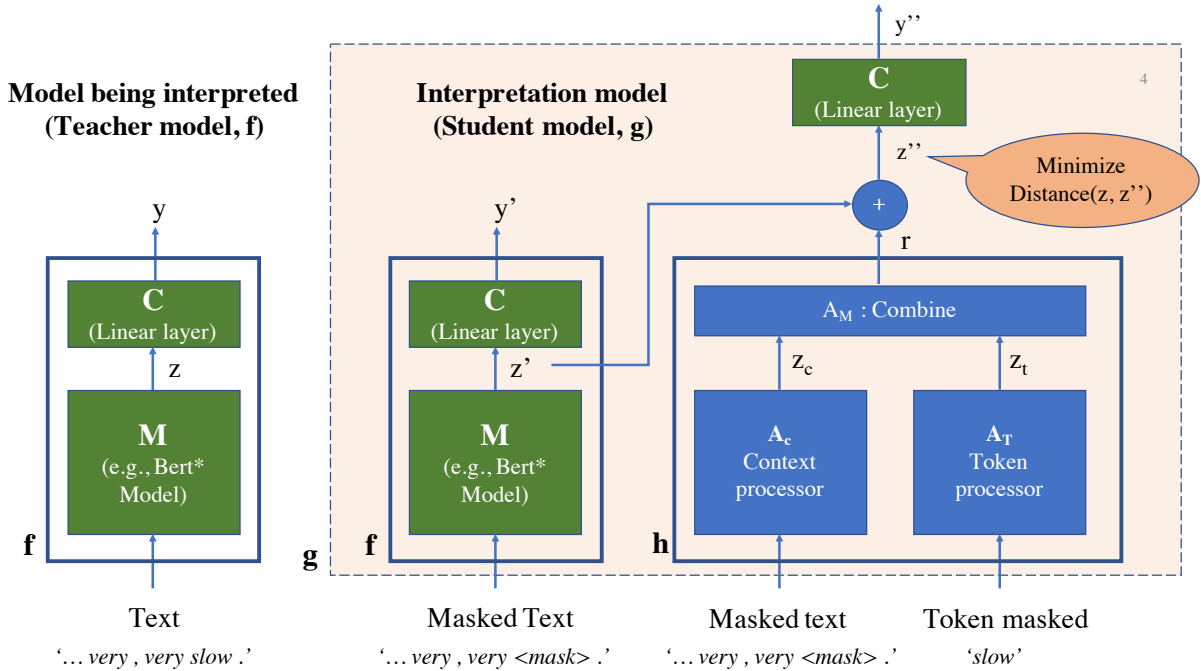 Model being interpreted
(Teacher model, f)
y
C
(Linear layer)
z
M
(e.g., Bert*
Model)
f
Text
‘… very , very slow .’
Interpretation model
(Student model, g)
4
y’’
C
(Linear layer)
z’’
Minimize
Distance(z, z’’)
+
r
y’
C
(Linear layer)
z’
M
(e.g., Bert*
Model)
g
f
Masked Text
‘… very , very <mask> .’
A_M : Combine
z_c
z_t
A_c
Context
processor
A_T
Token
processor
h
Masked text
‘… very , very <mask> .’
Token masked
‘slow’